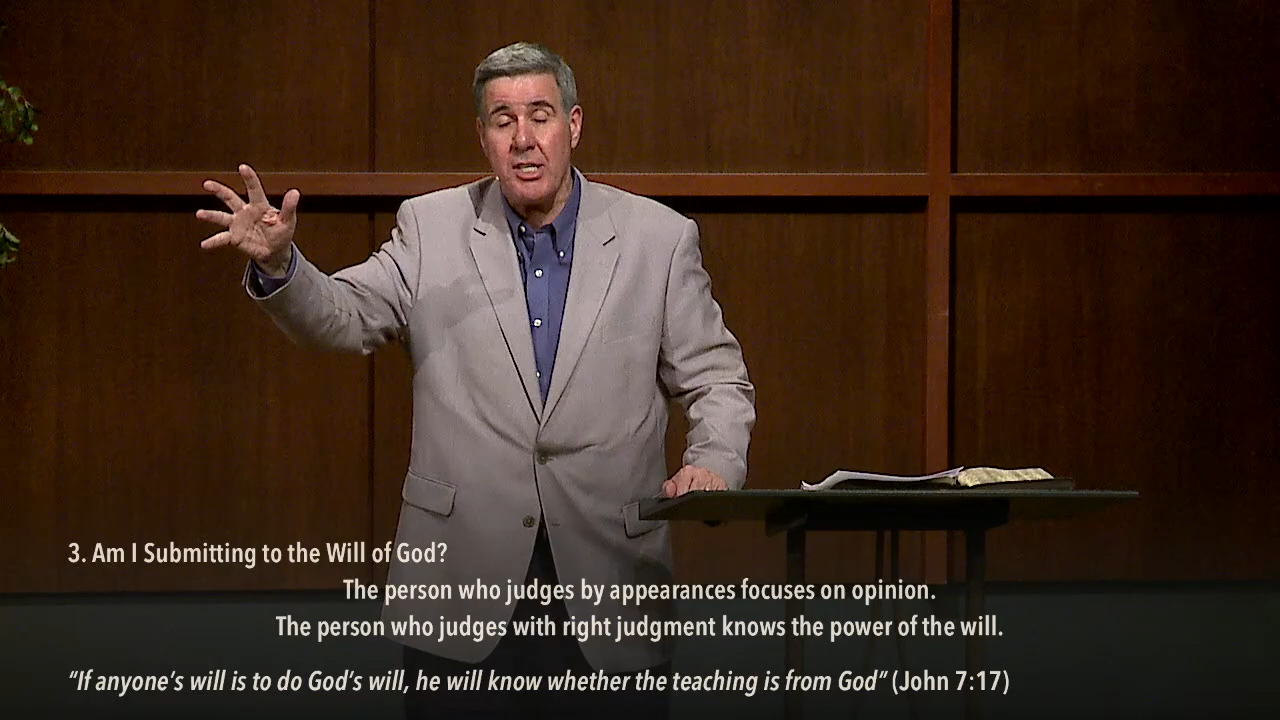 3. Am I Submitting to the Will of God?
The person who judges by appearances focuses on opinion.
The person who judges with right judgment knows the power of the will.
“If anyone’s will is to do God’s will, he will know whether the teaching is from God” (John 7:17)